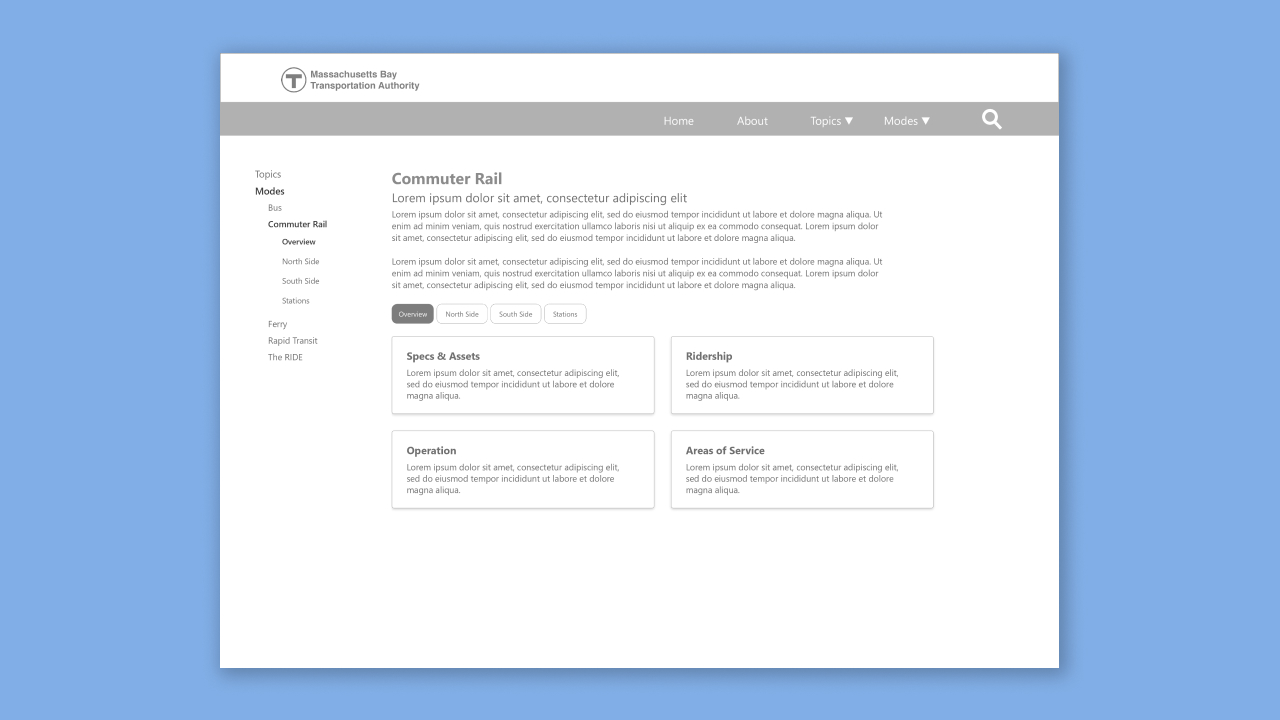 Massachusetts Bay
Transportation Authority
Home About Topics ▼ Modes ▼
Topics
Modes
Bus
Commuter Rail
Overview
North Side
South Side
Stations
Ferry
Rapid Transit
The RIDE
Commuter Rail
Lorem ipsum dolor sit amet, consectetur adipiscing elit
Lorem ipsum dolor sit amet, consectetur adipiscing elit, sed do eiusmod tempor incididunt ut labore et dolore magna aliqua. Ut
enim ad minim veniam, quis nostrud exercitation ullamco laboris nisi ut aliquip ex ea commodo consequat. Lorem ipsum dolor
sit amet, consectetur adipiscing elit, sed do eiusmod tempor incididunt ut labore et dolore magna aliqua.
Lorem ipsum dolor sit amet, consectetur adipiscing elit, sed do eiusmod tempor incididunt ut labore et dolore magna aliqua. Ut
enim ad minim veniam, quis nostrud exercitation ullamco laboris nisi ut aliquip ex ea commodo consequat. Lorem ipsum dolor
sit amet, consectetur adipiscing elit, sed do eiusmod tempor incididunt ut labore et dolore magna aliqua.
Overview North Side South Side Stations
Specs & Assets
Lorem ipsum dolor sit amet, consectetur adipiscing elit,
sed do eiusmod tempor incididunt ut labore et dolore
magna aliqua.
Ridership
Lorem ipsum dolor sit amet, consectetur adipiscing elit,
sed do eiusmod tempor incididunt ut labore et dolore
magna aliqua.
Operation
Lorem ipsum dolor sit amet, consectetur adipiscing elit,
sed do eiusmod tempor incididunt ut labore et dolore
magna aliqua.
Areas of Service
Lorem ipsum dolor sit amet, consectetur adipiscing elit,
sed do eiusmod tempor incididunt ut labore et dolore
magna aliqua.